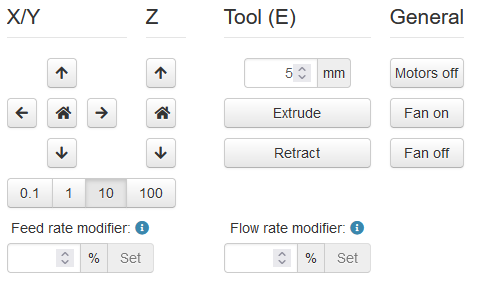 X/Y Z Tool (E) General
5 mm Motors off
Extrude Fan on
Retract Fan off
0.1 1 10 100
Feed rate modifier: Flow rate modifier:
% Set % Set